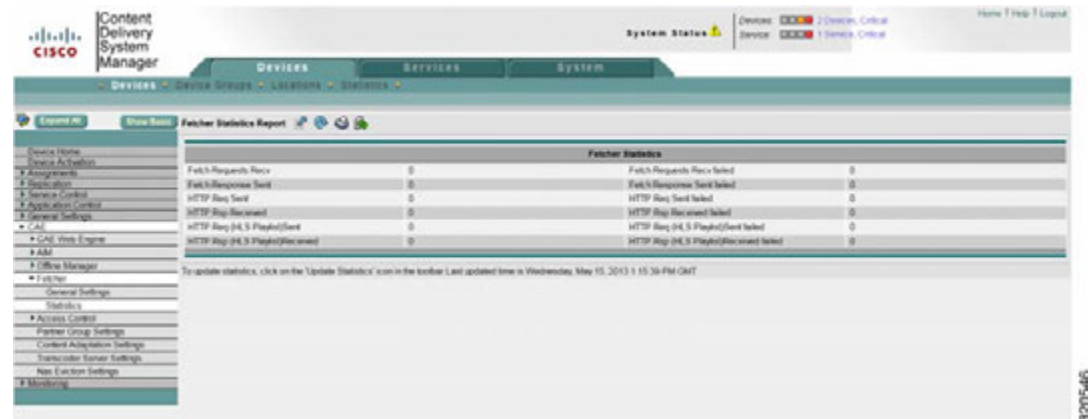 Home | Help | Logout
CISCO
Content
Delivery
System
Manager
System Status
Devices: 2 Devices, Critical
Service: 1 Service, Critical
Devices Services System
Devices Device Groups Locations Statistics
Expand All Show Basic
Fetcher Statistics Report
Device Home
Device Activation
Assignments
Replication
Service Control
Application Control
General Settings
CAE
CAE Web Engine
AIM
Offline Manager
Fetcher
General Settings
Statistics
Access Control
Partner Group Settings
Content Adaptation Settings
Transcoder Server Settings
Nas Eviction Settings
Monitoring
Fetcher Statistics
Fetch Requests Recv 0 Fetch Requests Recv failed 0
Fetch Response Sent 0 Fetch Response Sent failed 0
HTTP Req Sent 0 HTTP Req Sent failed 0
HTTP Rsp Received 0 HTTP Rsp Received failed 0
HTTP Req (HLS Playlist)Sent 0 HTTP Req (HLS Playlist)Sent failed 0
HTTP Rsp (HLS Playlist)Received 0 HTTP Rsp (HLS Playlist)Received failed 0
To update statistics, click on the 'Update Statistics' icon in the toolbar Last updated time is Wednesday, May 15, 2013 1:15:39 PM GMT
320546